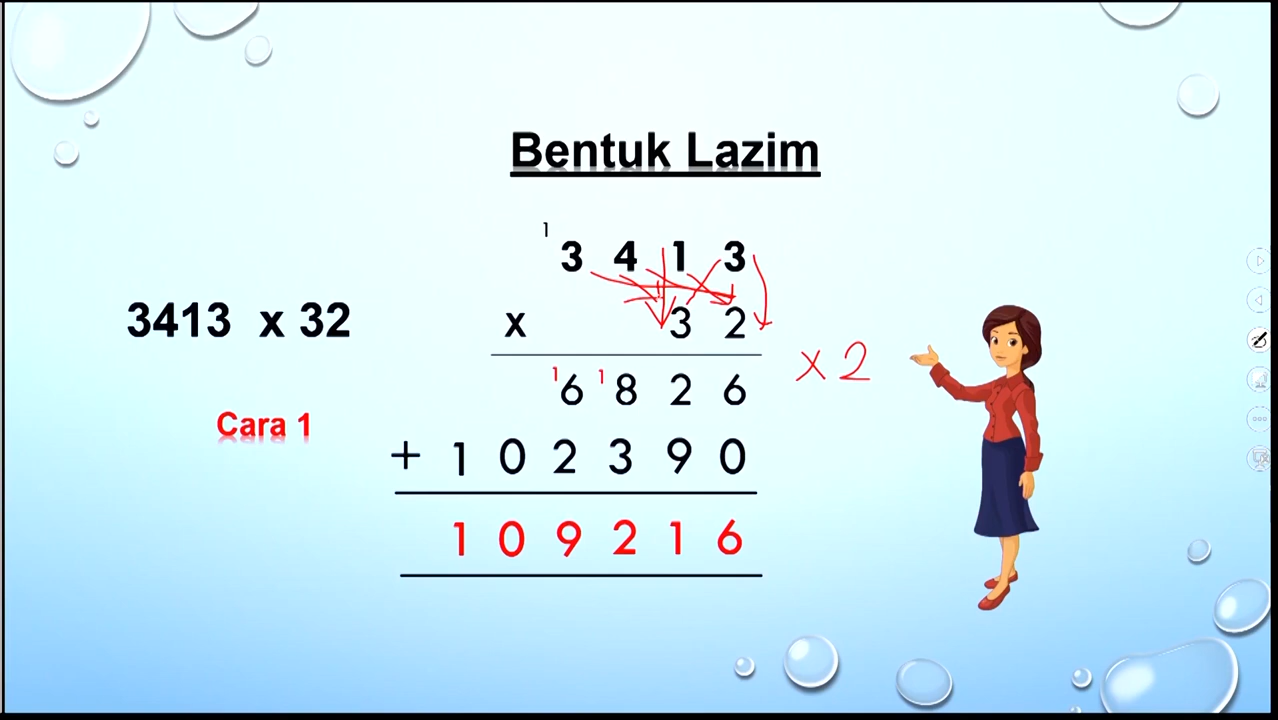 Bentuk Lazim
1
3 4 1 3
3413 x 32
x 3 2
x 2
1 6 1 8 2 6
Cara 1
+ 1 0 2 3 9 0
1 0 9 2 1 6